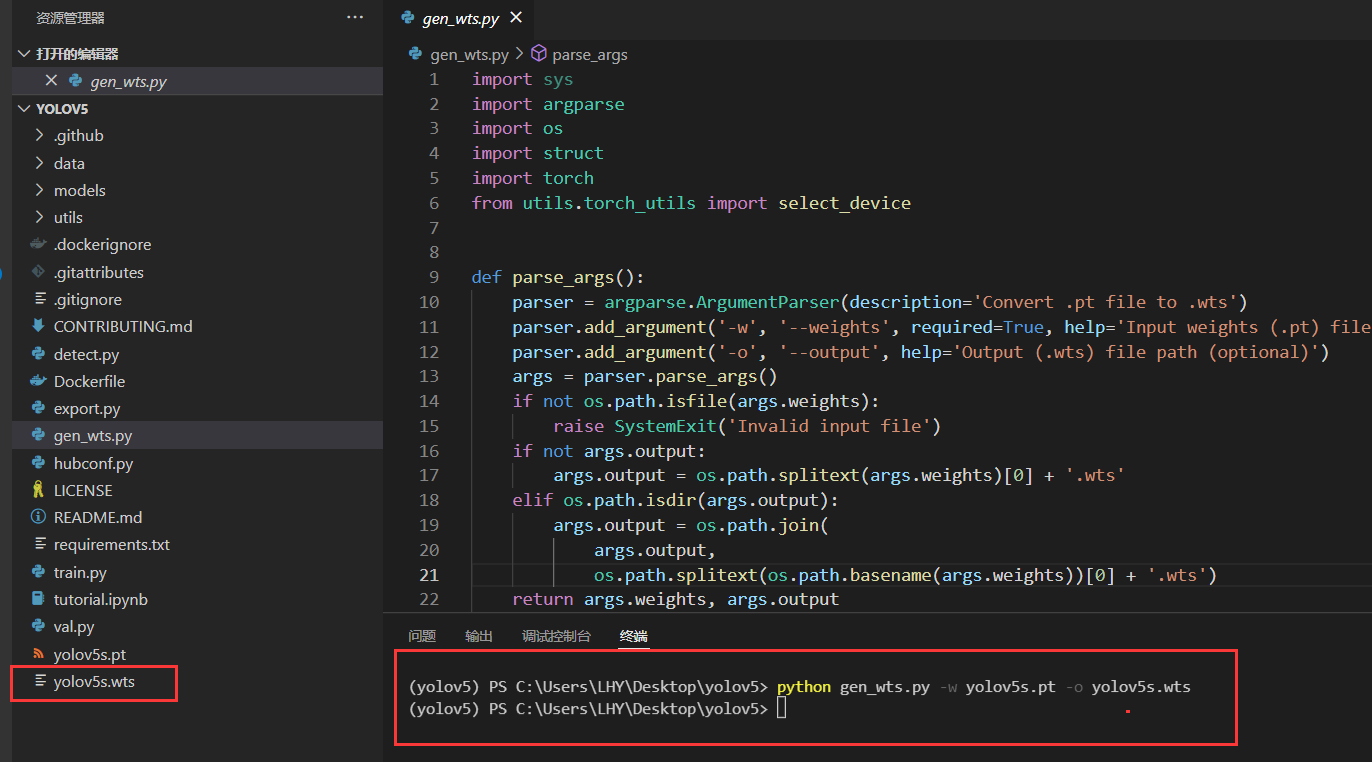 资源管理器
···
打开的编辑器
gen_wts.py
YOLOV5
.github
data
models
utils
.dockerignore
.gitattributes
.gitignore
CONTRIBUTING.md
detect.py
Dockerfile
export.py
gen_wts.py
hubconf.py
LICENSE
README.md
requirements.txt
train.py
tutorial.ipynb
val.py
yolov5s.pt
yolov5s.wts
gen_wts.py
gen_wts.py > parse_args
1 import sys
2 import argparse
3 import os
4 import struct
5 import torch
6 from utils.torch_utils import select_device
7
8
9 def parse_args():
10 parser = argparse.ArgumentParser(description='Convert .pt file to .wts')
11 parser.add_argument('-w', '--weights', required=True, help='Input weights (.pt) file
12 parser.add_argument('-o', '--output', help='Output (.wts) file path (optional)')
13 args = parser.parse_args()
14 if not os.path.isfile(args.weights):
15 raise SystemExit('Invalid input file')
16 if not args.output:
17 args.output = os.path.splitext(args.weights)[0] + '.wts'
18 elif os.path.isdir(args.output):
19 args.output = os.path.join(
20 args.output,
21 os.path.splitext(os.path.basename(args.weights))[0] + '.wts')
22 return args.weights, args.output
问题 输出 调试控制台 终端
(yolov5) PS C:\Users\LHY\Desktop\yolov5> python gen_wts.py -w yolov5s.pt -o yolov5s.wts
(yolov5) PS C:\Users\LHY\Desktop\yolov5>